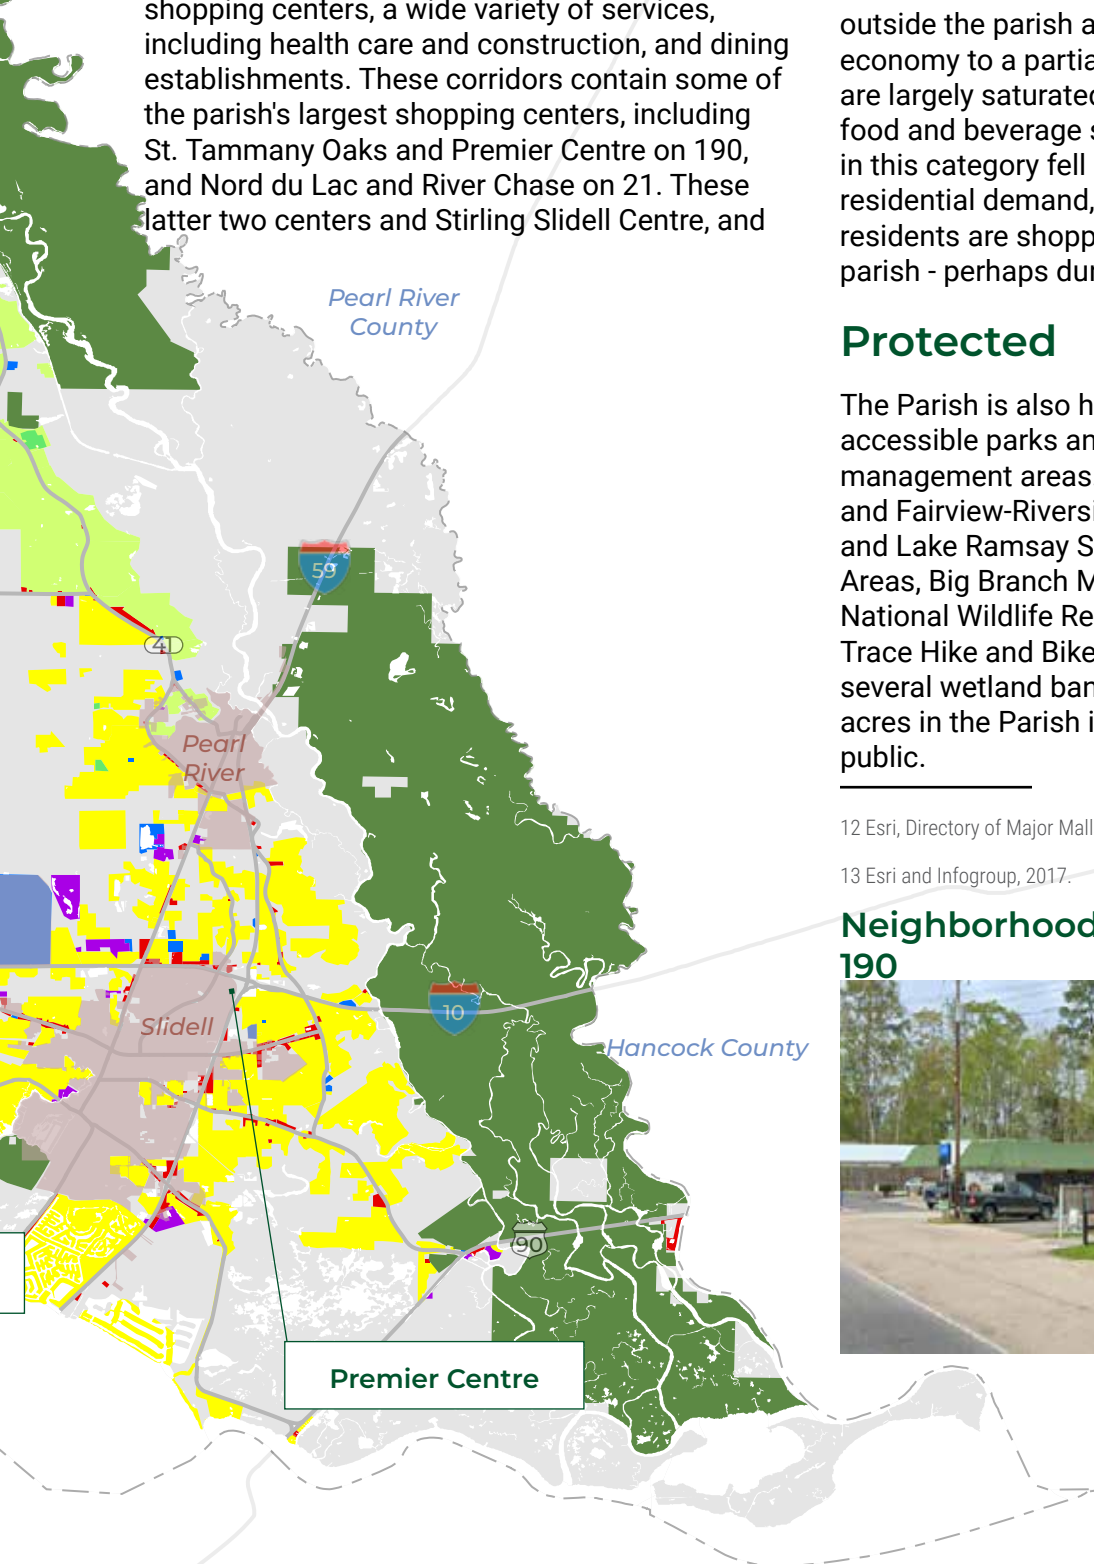 shopping centers, a wide variety of services,
including health care and construction, and dining
establishments. These corridors contain some of
the parish's largest shopping centers, including
St. Tammany Oaks and Premier Centre on 190,
and Nord du Lac and River Chase on 21. These
latter two centers and Stirling Slidell Centre, and
Pearl River
County
59
41
Pearl
River
Slidell
10
Hancock County
90
Premier Centre
outside the parish a
economy to a partia
are largely saturated
food and beverage s
in this category fell
residential demand,
residents are shopp
parish - perhaps dur
Protected
The Parish is also h
accessible parks an
management areas.
and Fairview-Riversi
and Lake Ramsay S
Areas, Big Branch M
National Wildlife Re
Trace Hike and Bike
several wetland ban
acres in the Parish i
public.
12 Esri, Directory of Major Mall
13 Esri and Infogroup, 2017.
Neighborhood
190